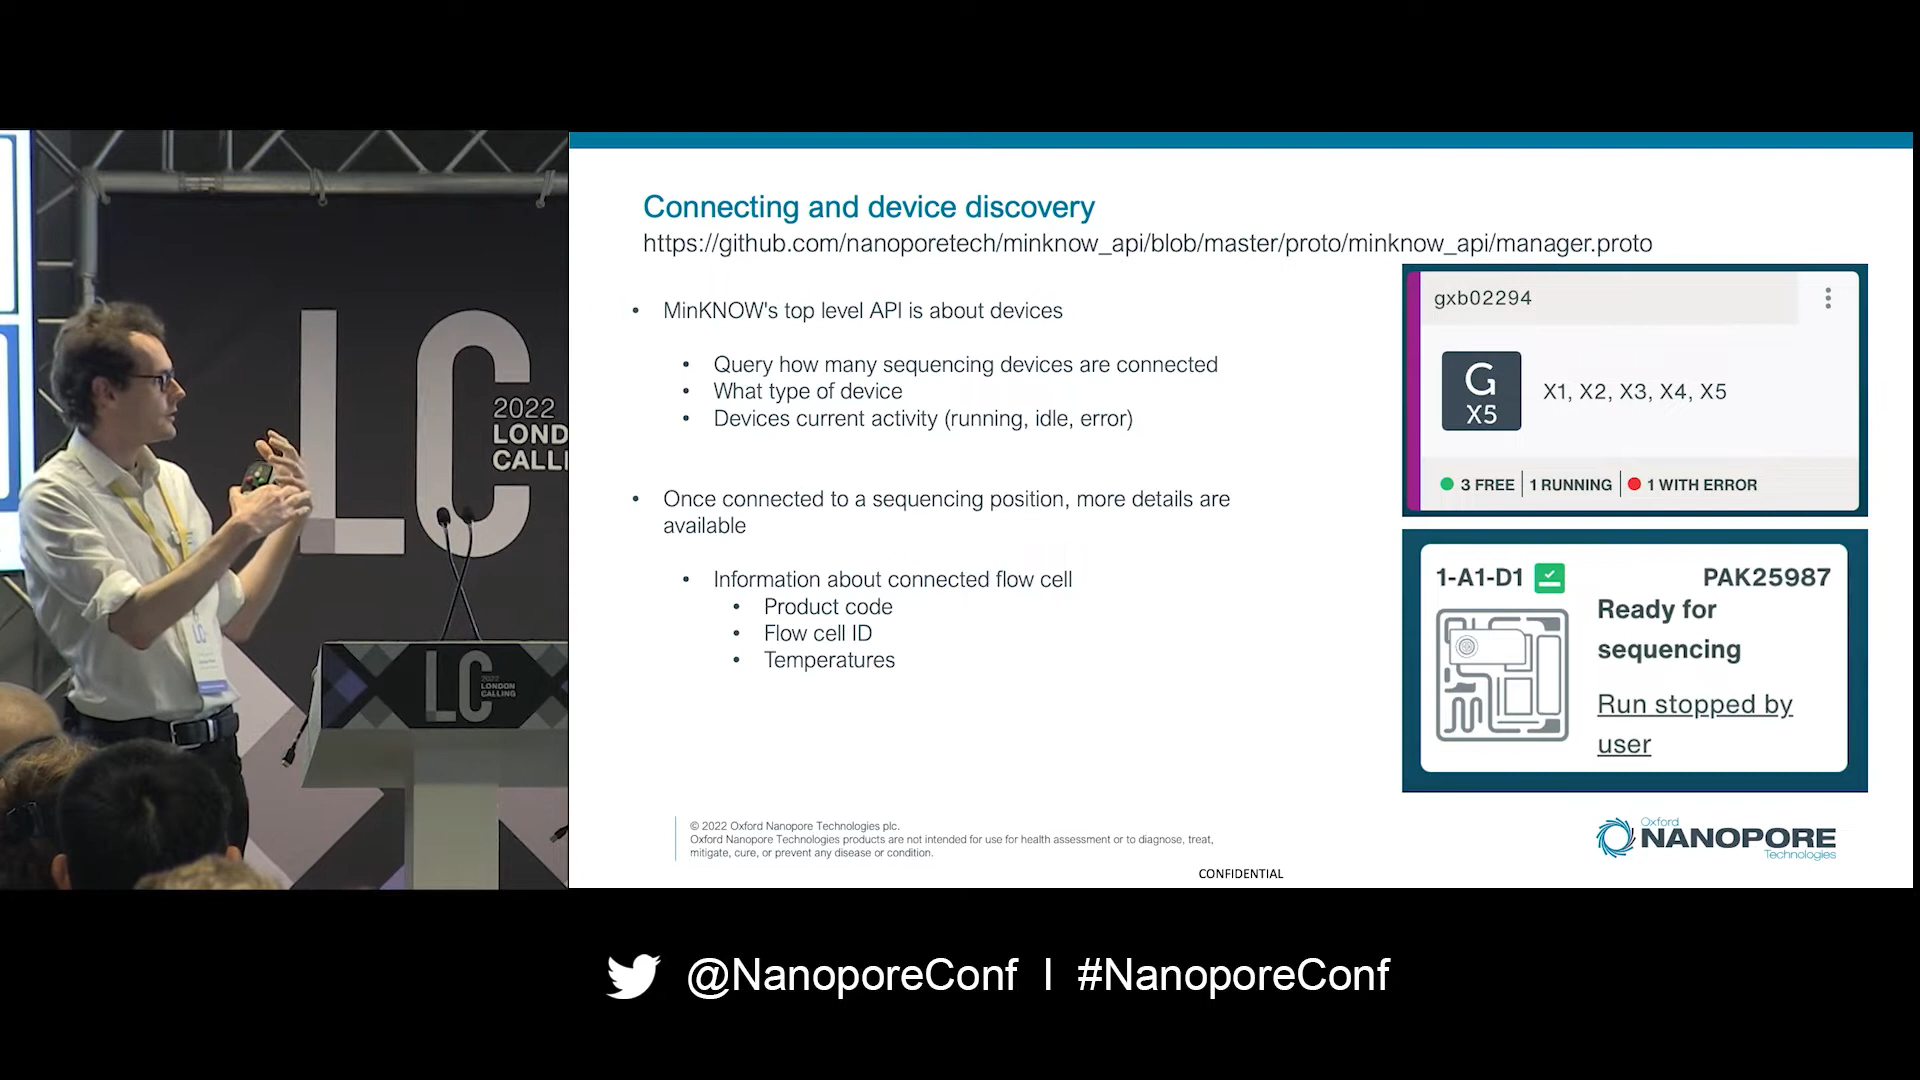 LC
2022
LOND
CALLI
LC
2022
LONDON
CALLING
LC
Connecting and device discovery
https://github.com/nanoporetech/minknow_api/blob/master/proto/minknow_api/manager.proto
• MinKNOW's top level API is about devices
• Query how many sequencing devices are connected
• What type of device
• Devices current activity (running, idle, error)
• Once connected to a sequencing position, more details are
available
• Information about connected flow cell
• Product code
• Flow cell ID
• Temperatures
gxb02294
G
X5
X1, X2, X3, X4, X5
3 FREE | 1 RUNNING | 1 WITH ERROR
1-A1-D1 PAK25987
Ready for
sequencing
Run stopped by
user
© 2022 Oxford Nanopore Technologies plc.
Oxford Nanopore Technologies products are not intended for use for health assessment or to diagnose, treat,
mitigate, cure, or prevent any disease or condition.
Oxford
NANOPORE
Technologies
CONFIDENTIAL
@NanoporeConf | #NanoporeConf